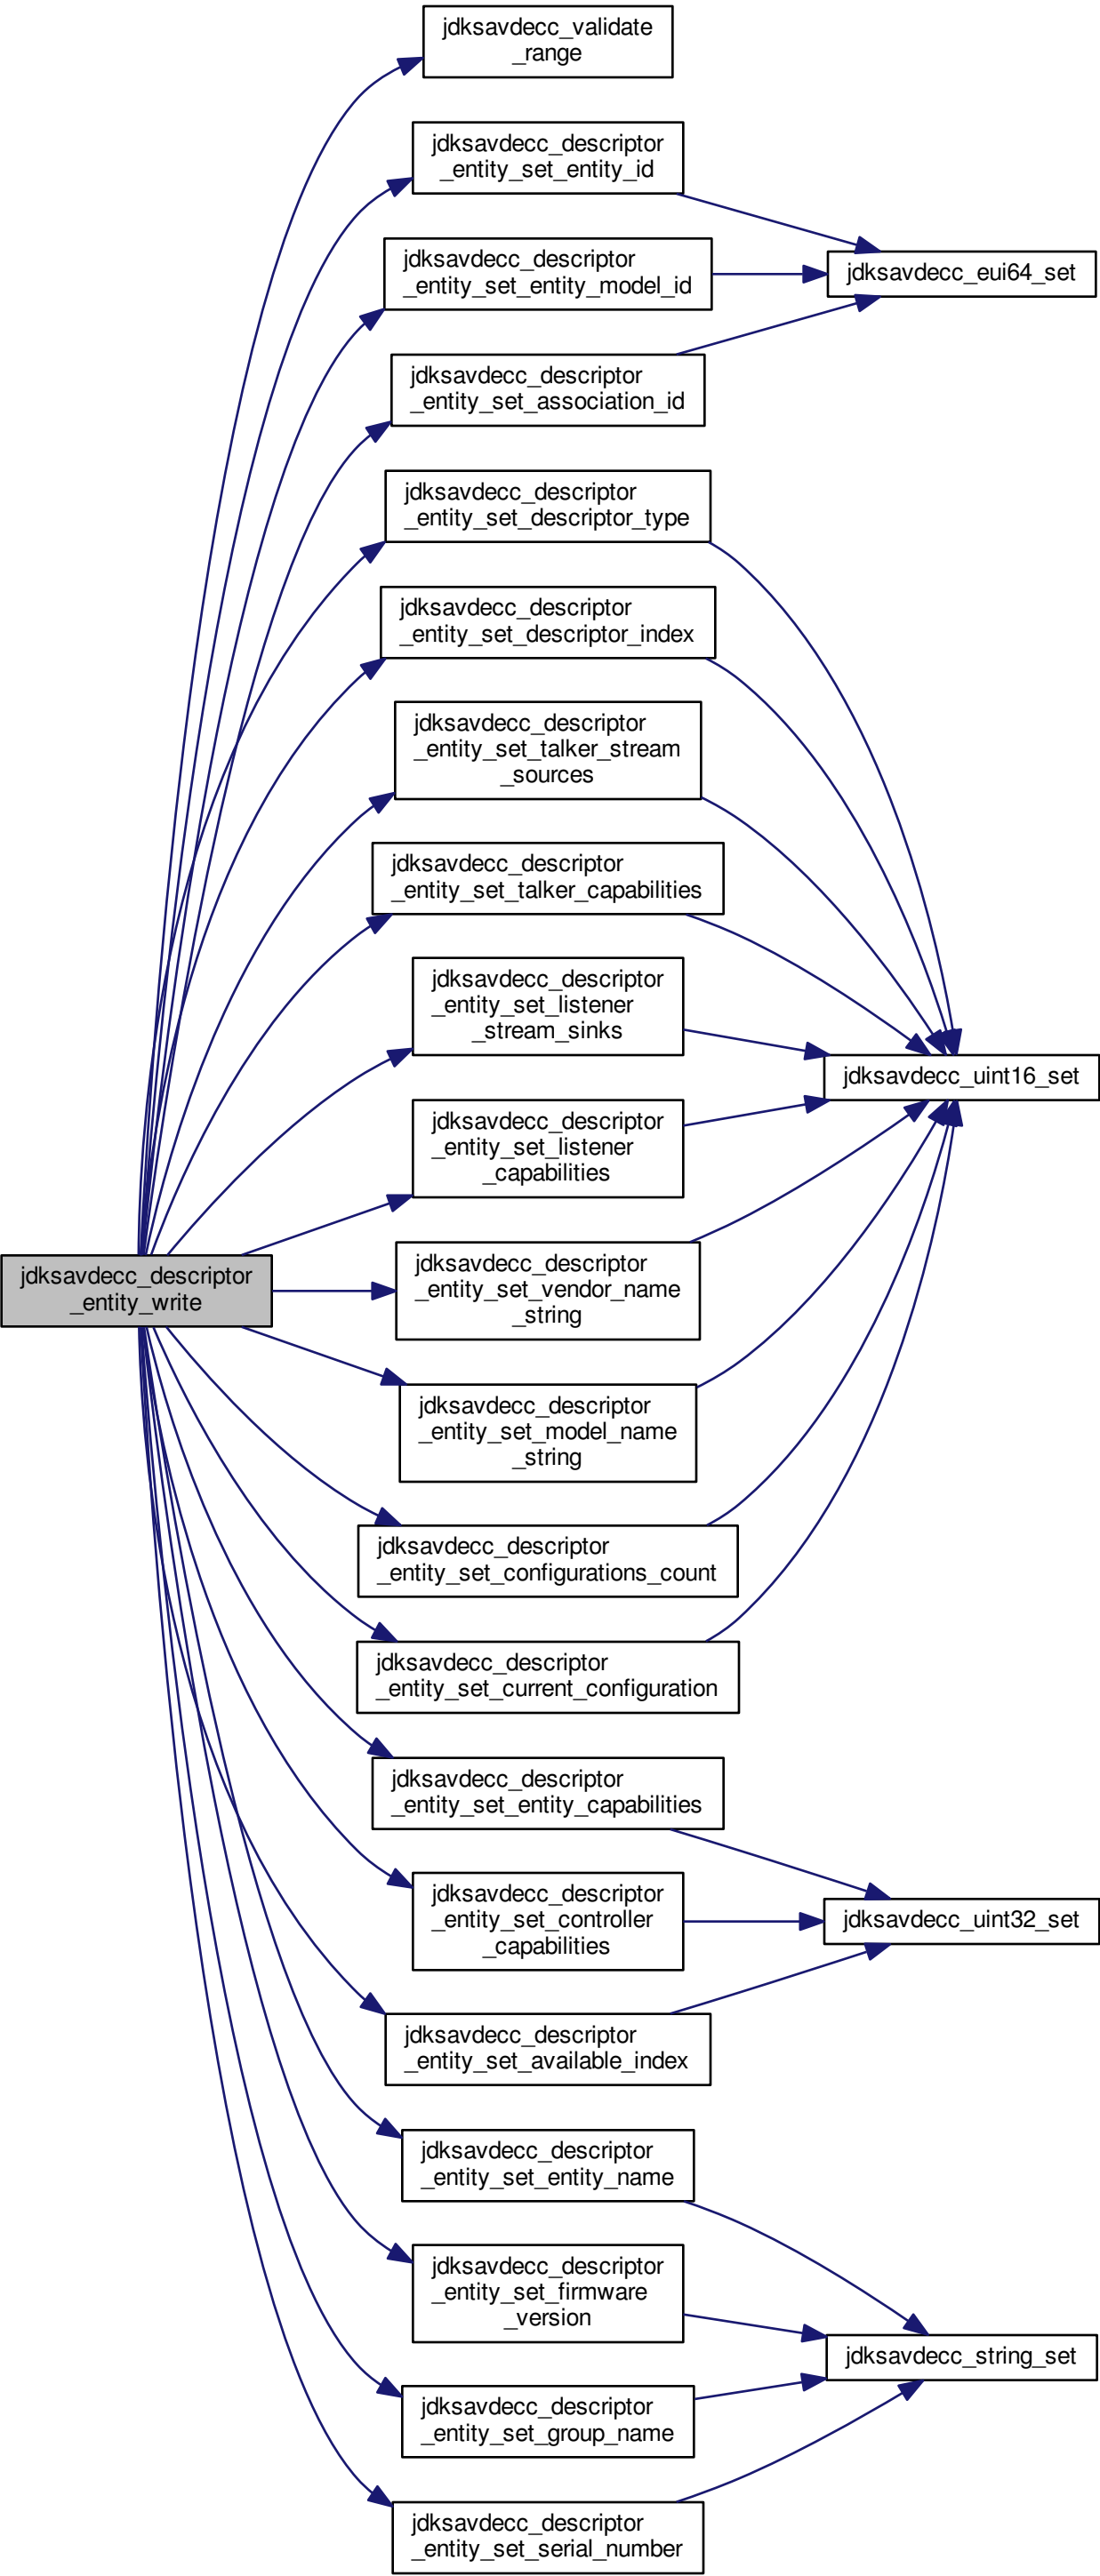 jdksavdecc_validate
_range
jdksavdecc_descriptor
_entity_set_entity_id
jdksavdecc_descriptor
_entity_set_entity_model_id
jdksavdecc_eui64_set
jdksavdecc_descriptor
_entity_set_association_id
jdksavdecc_descriptor
_entity_set_descriptor_type
jdksavdecc_descriptor
_entity_set_descriptor_index
jdksavdecc_descriptor
_entity_set_talker_stream
_sources
jdksavdecc_descriptor
_entity_set_talker_capabilities
jdksavdecc_descriptor
_entity_set_listener
_stream_sinks
jdksavdecc_uint16_set
jdksavdecc_descriptor
_entity_set_listener
_capabilities
jdksavdecc_descriptor
_entity_write
jdksavdecc_descriptor
_entity_set_vendor_name
_string
jdksavdecc_descriptor
_entity_set_model_name
_string
jdksavdecc_descriptor
_entity_set_configurations_count
jdksavdecc_descriptor
_entity_set_current_configuration
jdksavdecc_descriptor
_entity_set_entity_capabilities
jdksavdecc_descriptor
_entity_set_controller
_capabilities
jdksavdecc_uint32_set
jdksavdecc_descriptor
_entity_set_available_index
jdksavdecc_descriptor
_entity_set_entity_name
jdksavdecc_descriptor
_entity_set_firmware
_version
jdksavdecc_string_set
jdksavdecc_descriptor
_entity_set_group_name
jdksavdecc_descriptor
_entity_set_serial_number